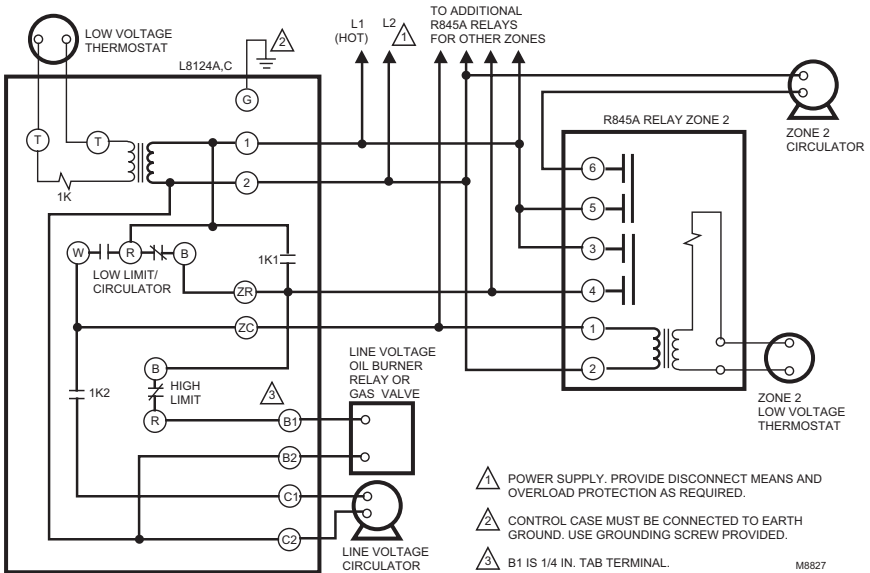 LOW VOLTAGE
THERMOSTAT
L8124A,C
2
L1
(HOT)
L2
1
TO ADDITIONAL
R845A RELAYS
FOR OTHER ZONES
R845A RELAY ZONE 2
ZONE 2
CIRCULATOR
G
T
T
1
2
1K
6
5
3
4
1
2
W
R
B
1K1
LOW LIMIT/
CIRCULATOR
ZR
ZC
B
HIGH
LIMIT
R
1K2
3
B1
B2
C1
C2
LINE VOLTAGE
OIL BURNER
RELAY OR
GAS VALVE
LINE VOLTAGE
CIRCULATOR
ZONE 2
LOW VOLTAGE
THERMOSTAT
1 POWER SUPPLY. PROVIDE DISCONNECT MEANS AND
OVERLOAD PROTECTION AS REQUIRED.
2 CONTROL CASE MUST BE CONNECTED TO EARTH
GROUND. USE GROUNDING SCREW PROVIDED.
3 B1 IS 1/4 IN. TAB TERMINAL.
M8827